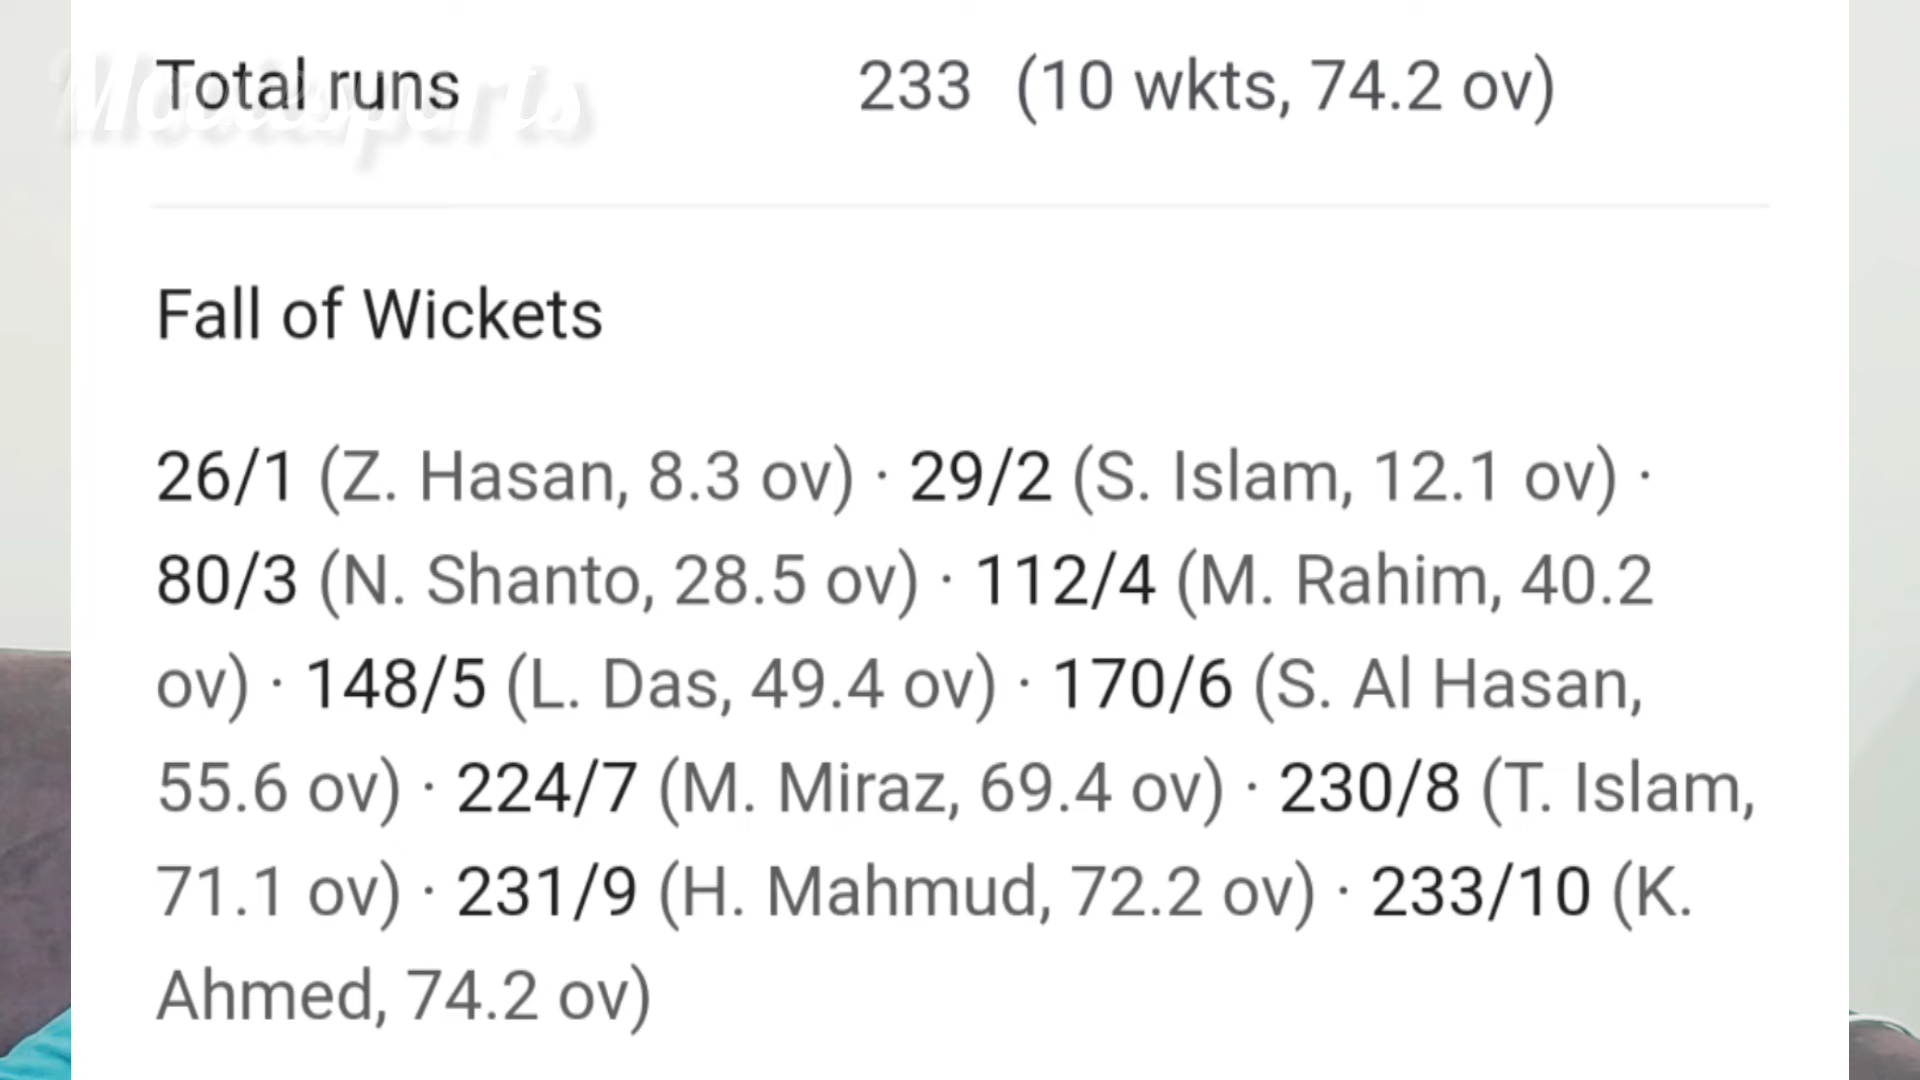 Total runs 233 (10 wkts, 74.2 ov)
Fall of Wickets
26/1 (Z. Hasan, 8.3 ov) · 29/2 (S. Islam, 12.1 ov) ·
80/3 (N. Shanto, 28.5 ov) · 112/4 (M. Rahim, 40.2
ov) · 148/5 (L. Das, 49.4 ov) · 170/6 (S. Al Hasan,
55.6 ov) · 224/7 (M. Miraz, 69.4 ov) · 230/8 (T. Islam,
71.1 ov) · 231/9 (H. Mahmud, 72.2 ov) · 233/10 (K.
Ahmed, 74.2 ov)